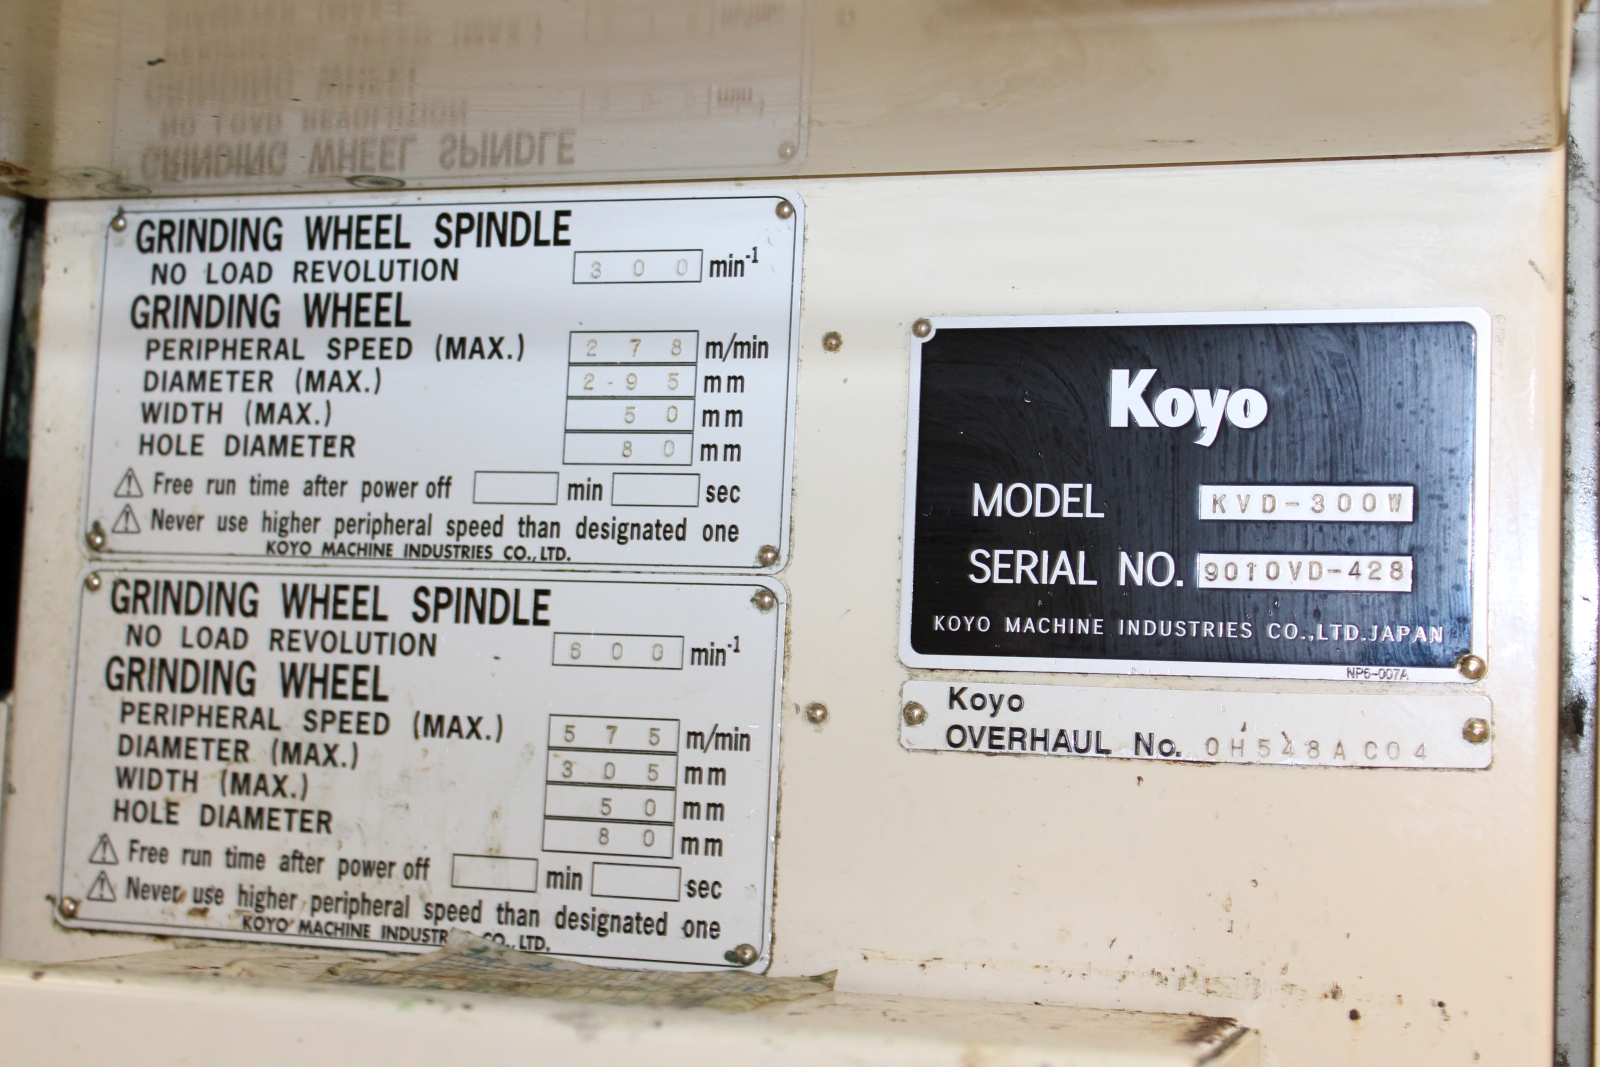 GRINDING WHEEL SPINDLE
NO LOAD REVOLUTION 300 min-1
GRINDING WHEEL
PERIPHERAL SPEED (MAX.) 278 m/min
DIAMETER (MAX.) 295 mm
WIDTH (MAX.) 50 mm
HOLE DIAMETER 80 mm
Free run time after power off min sec
Never use higher peripheral speed than designated one
KOYO MACHINE INDUSTRIES CO.,LTD.
GRINDING WHEEL SPINDLE
NO LOAD REVOLUTION 600 min-1
GRINDING WHEEL
PERIPHERAL SPEED (MAX.) 575 m/min
DIAMETER (MAX.) 305 mm
WIDTH (MAX.) 50 mm
HOLE DIAMETER 80 mm
Free run time after power off min sec
Never use higher peripheral speed than designated one
KOYO MACHINE CO.,LTD.
Koyo
MODEL KVD-300W
SERIAL NO. 9010VD-428
KOYO MACHINE INDUSTRIES CO.,LTD.JAPAN
NP6-007A
Koyo
OVERHAUL No. OH548AC04